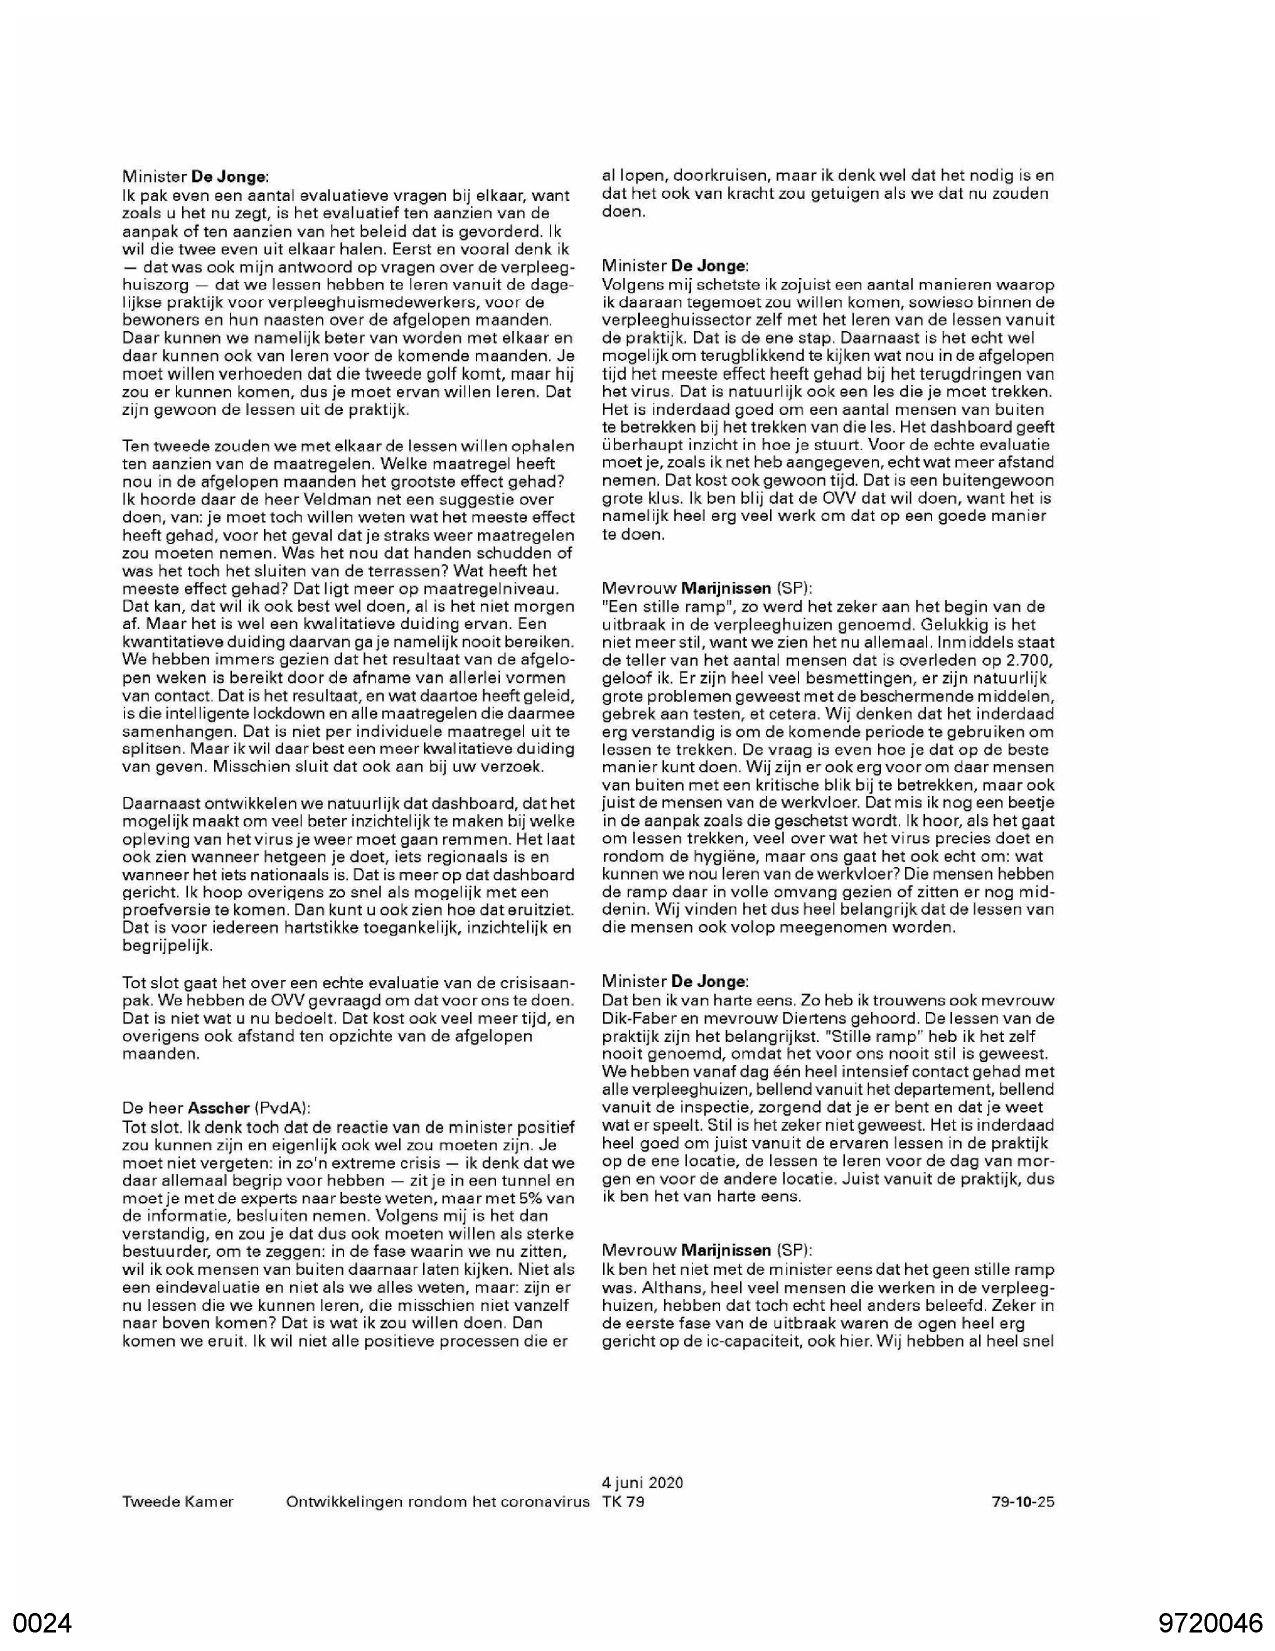 Minister De Jonge:
Ik pak even een aantal evaluatieve vragen bij elkaar, want
zoals u het nu zegt, is het evaluatief ten aanzien van de
aanpak of ten aanzien van het beleid dat is gevorderd. Ik
wil die twee even uit elkaar halen. Eerst en vooral denk ik
— dat was ook mijn antwoord op vragen over de verpleeg-
huiszorg — dat we lessen hebben te leren vanuit de dage-
lijkse praktijk voor verpleeghuismedewerkers, voor de
bewoners en hun naasten over de afgelopen maanden.
Daar kunnen we namelijk beter van worden met elkaar en
daar kunnen ook van leren voor de komende maanden. Je
moet willen verhoeden dat die tweede golf komt, maar hij
zou er kunnen komen, dus je moet ervan willen leren. Dat
zijn gewoon de lessen uit de praktijk.

Ten tweede zouden we met elkaar de lessen willen ophalen
ten aanzien van de maatregelen. Welke maatregel heeft
nou in de afgelopen maanden het grootste effect gehad?
Ik hoorde daar de heer Veldman net een suggestie over
doen, van: je moet toch willen weten wat het meeste effect
heeft gehad, voor het geval dat je straks weer maatregelen
zou moeten nemen. Was het nou dat handen schudden of
was het toch het sluiten van de terrassen? Wat heeft het
meeste effect gehad? Dat ligt meer op maatregelniveau.
Dat kan, dat wil ik ook best wel doen, al is het niet morgen
af. Maar het is wel een kwalitatieve duiding ervan. Een
kwantitatieve duiding daarvan ga je namelijk nooit bereiken.
We hebben immers gezien dat het resultaat van de afgelo-
pen weken is bereikt door de afname van allerlei vormen
van contact. Dat is het resultaat, en wat daartoe heeft geleid,
is die intelligente lockdown en alle maatregelen die daarmee
samenhangen. Dat is niet per individuele maatregel uit te
splitsen. Maar ik wil daar best een meer kwalitatieve duiding
van geven. Misschien sluit dat ook aan bij uw verzoek.

Daarnaast ontwikkelen we natuurlijk dat dashboard, dat het
mogelijk maakt om veel beter inzichtelijk te maken bij welke
opleving van het virus je weer moet gaan remmen. Het laat
ook zien wanneer hetgeen je doet, iets regionaals is en
wanneer het iets nationaals is. Dat is meer op dat dashboard
gericht. Ik hoop overigens zo snel als mogelijk met een
proefversie te komen. Dan kunt u ook zien hoe dat eruitziet.
Dat is voor iedereen hartstikke toegankelijk, inzichtelijk en
begrijpelijk.

Tot slot gaat het over een echte evaluatie van de crisisaan-
pak. We hebben de OVV gevraagd om dat voor ons te doen.
Dat is niet wat u nu bedoelt. Dat kost ook veel meer tijd, en
overigens ook afstand ten opzichte van de afgelopen
maanden.

De heer Asscher (PvdA):
Tot slot. Ik denk toch dat de reactie van de minister positief
zou kunnen zijn en eigenlijk ook wel zou moeten zijn. Je
moet niet vergeten: in zo'n extreme crisis — ik denk dat we
daar allemaal begrip voor hebben — zit je in een tunnel en
moet je met de experts naar beste weten, maar met 5% van
de informatie, besluiten nemen. Volgens mij is het dan
verstandig, en zou je dat dus ook moeten willen als sterke
bestuurder, om te zeggen: in de fase waarin we nu zitten,
wil ik ook mensen van buiten daarnaar laten kijken. Niet als
een eindevaluatie en niet als we alles weten, maar: zijn er
nu lessen die we kunnen leren, die misschien niet vanzelf
naar boven komen? Dat is wat ik zou willen doen. Dan
komen we eruit. Ik wil niet alle positieve processen die er
al lopen, doorkruisen, maar ik denk wel dat het nodig is en
dat het ook van kracht zou getuigen als we dat nu zouden
doen.

Minister De Jonge:
Volgens mij schetste ik zojuist een aantal manieren waarop
ik daaraan tegemoet zou willen komen, sowieso binnen de
verpleeghuissector zelf met het leren van de lessen vanuit
de praktijk. Dat is de ene stap. Daarnaast is het echt wel
mogelijk om terugblikkend te kijken wat nou in de afgelopen
tijd het meeste effect heeft gehad bij het terugdringen van
het virus. Dat is natuurlijk ook een les die je moet trekken.
Het is inderdaad goed om een aantal mensen van buiten
te betrekken bij het trekken van die les. Het dashboard geeft
überhaupt inzicht in hoe je stuurt. Voor de echte evaluatie
moet je, zoals ik net heb aangegeven, echt wat meer afstand
nemen. Dat kost ook gewoon tijd. Dat is een buitengewoon
grote klus. Ik ben blij dat de OVV dat wil doen, want het is
namelijk heel erg veel werk om dat op een goede manier
te doen.

Mevrouw Marijnissen (SP):
"Een stille ramp", zo werd het zeker aan het begin van de
uitbraak in de verpleeghuizen genoemd. Gelukkig is het
niet meer stil, want we zien het nu allemaal. Inmiddels staat
de teller van het aantal mensen dat is overleden op 2.700,
geloof ik. Er zijn heel veel besmettingen, er zijn natuurlijk
grote problemen geweest met de beschermende middelen,
gebrek aan testen, et cetera. Wij denken dat het inderdaad
erg verstandig is om de komende periode te gebruiken om
lessen te trekken. De vraag is even hoe je dat op de beste
manier kunt doen. Wij zijn er ook erg voor om daar mensen
van buiten met een kritische blik bij te betrekken, maar ook
juist de mensen van de werkvloer. Dat mis ik nog een beetje
in de aanpak zoals die geschetst wordt. Ik hoor, als het gaat
om lessen trekken, veel over wat het virus precies doet en
rondom de hygiëne, maar ons gaat het ook echt om: wat
kunnen we nou leren van de werkvloer? Die mensen hebben
de ramp daar in volle omvang gezien of zitten er nog mid-
denin. Wij vinden het dus heel belangrijk dat de lessen van
die mensen ook volop meegenomen worden.

Minister De Jonge:
Dat ben ik van harte eens. Zo heb ik trouwens ook mevrouw
Dik-Faber en mevrouw Diertens gehoord. De lessen van de
praktijk zijn het belangrijkst. "Stille ramp" heb ik het zelf
nooit genoemd, omdat het voor ons nooit stil is geweest.
We hebben vanaf dag één heel intensief contact gehad met
alle verpleeghuizen, bellend vanuit het departement, bellend
vanuit de inspectie, zorgend dat je er bent en dat je weet
wat er speelt. Stil is het zeker niet geweest. Het is inderdaad
heel goed om juist vanuit de ervaren lessen in de praktijk
op de ene locatie, de lessen te leren voor de dag van mor-
gen en voor de andere locatie. Juist vanuit de praktijk, dus
ik ben het van harte eens.

Mevrouw Marijnissen (SP):
Ik ben het niet met de minister eens dat het geen stille ramp
was. Althans, heel veel mensen die werken in de verpleeg-
huizen, hebben dat toch echt heel anders beleefd. Zeker in
de eerste fase van de uitbraak waren de ogen heel erg
gericht op de ic-capaciteit, ook hier. Wij hebben al heel snel

4 juni 2020
Tweede Kamer Ontwikkelingen rondom het coronavirus TK 79 79-10-25
0024 9720046